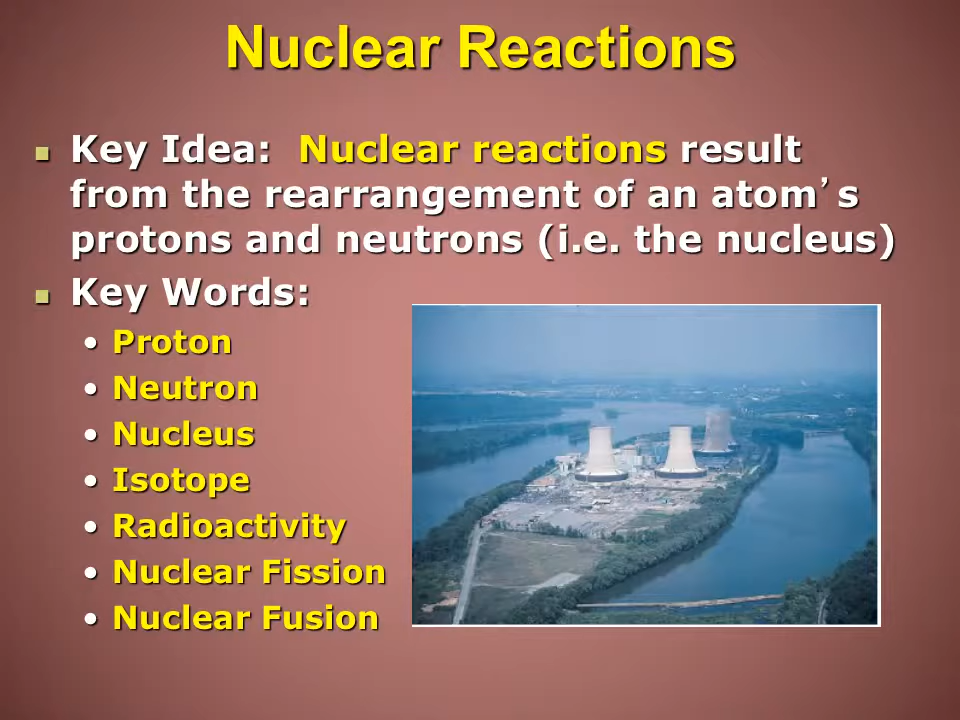 Nuclear Reactions
Key Idea: Nuclear reactions result
from the rearrangement of an atom’s
protons and neutrons (i.e. the nucleus)
Key Words:
• Proton
• Neutron
• Nucleus
• Isotope
• Radioactivity
• Nuclear Fission
• Nuclear Fusion